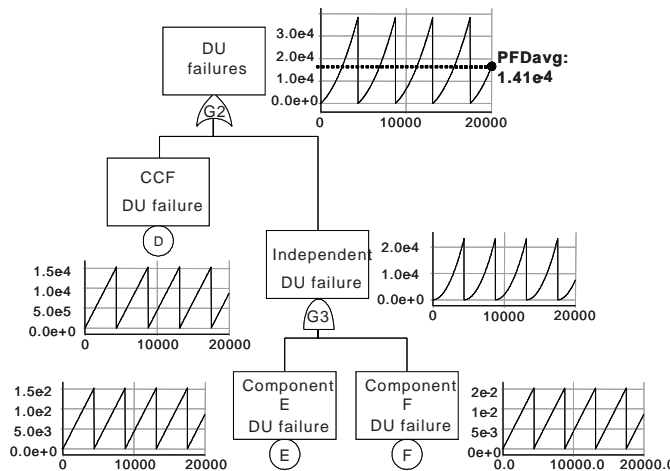 DU
failures
3.0e4
2.0e4
1.0e4
0.0e+0
0 10000 20000
PFDavg:
1.41e4
G2
CCF
DU failure
D
Independent
DU failure
2.0e4
1.0e4
0.0e+0
0 10000 20000
1.5e4
1.0e4
5.0e5
0.0e+0
0 10000 20000
G3
1.5e2
1.0e2
5.0e3
0.0e+0
0 10000 20000
Component
E
DU failure
E
Component
F
DU failure
F
2e-2
1e-2
5e-3
0e+0
0.0 10000.0 20000.0